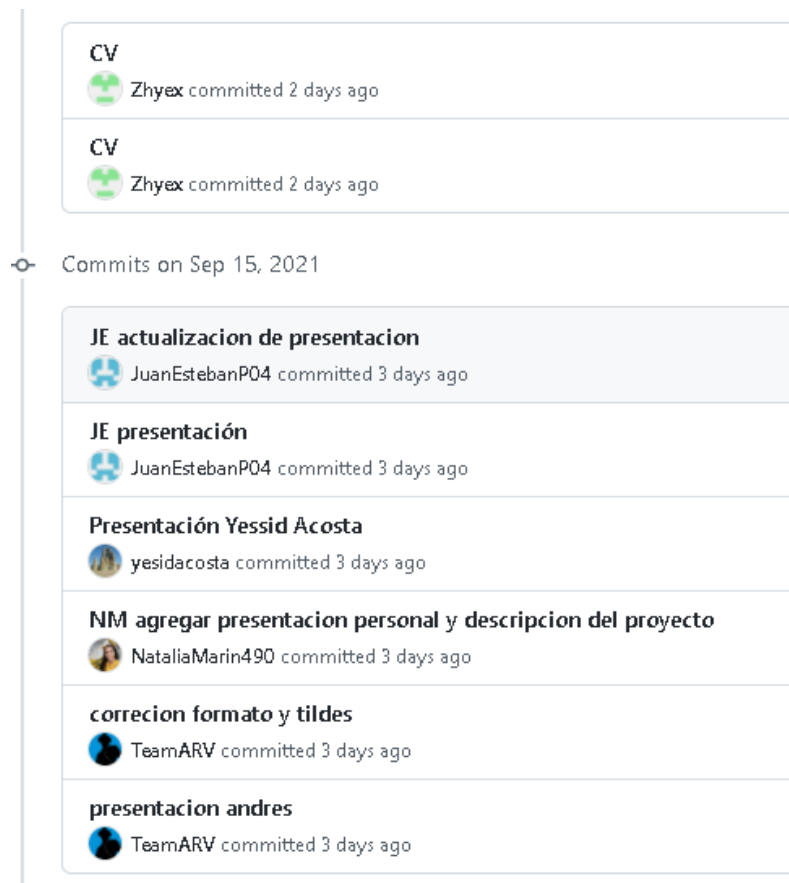 CV
Zhyex committed 2 days ago
CV
Zhyex committed 2 days ago
Commits on Sep 15, 2021
JE actualizacion de presentacion
JuanEstebanP04 committed 3 days ago
JE presentación
JuanEstebanP04 committed 3 days ago
Presentación Yessid Acosta
yesidacosta committed 3 days ago
NM agregar presentacion personal y descripcion del proyecto
NataliaMarin490 committed 3 days ago
correcion formato y tildes
TeamARV committed 3 days ago
presentacion andres
TeamARV committed 3 days ago